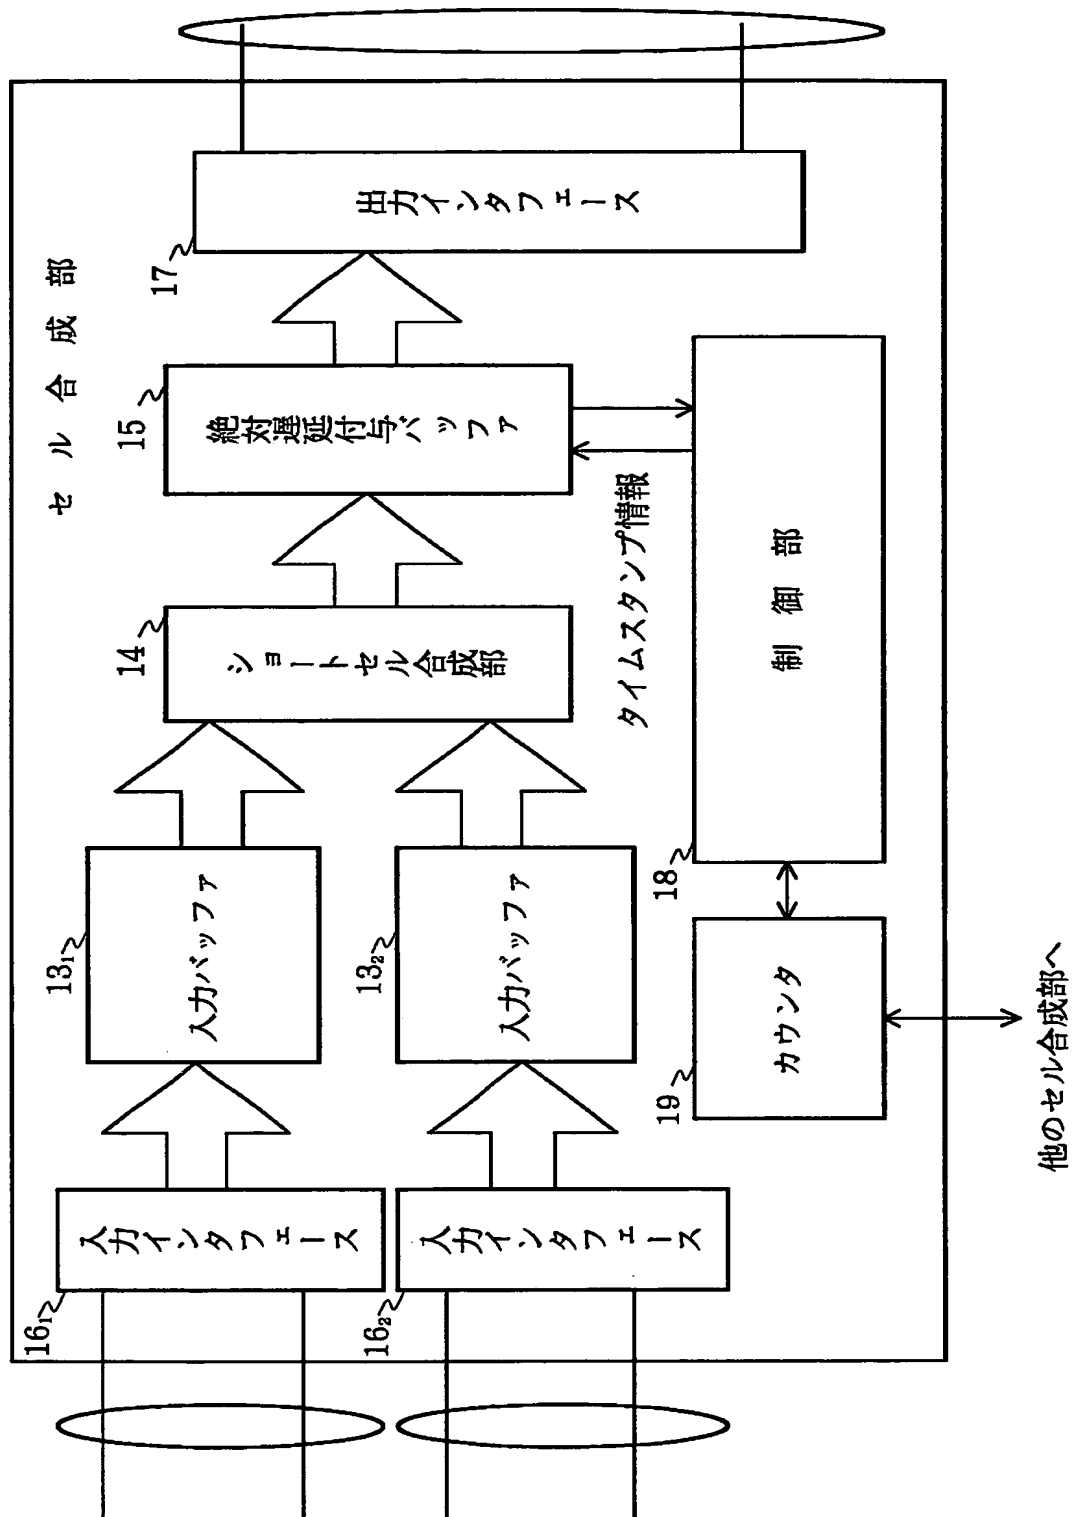 セル合成部
16₁
入力インタフェース
13₁
入力バッファ
16₂
入力インタフェース
13₂
入力バッファ
14
ショートセル合成部
15
絶対遅延付与バッファ
17
出力インタフェース
タイムスタンプ情報
18
制御部
19
カウンタ
他のセル合成部へ